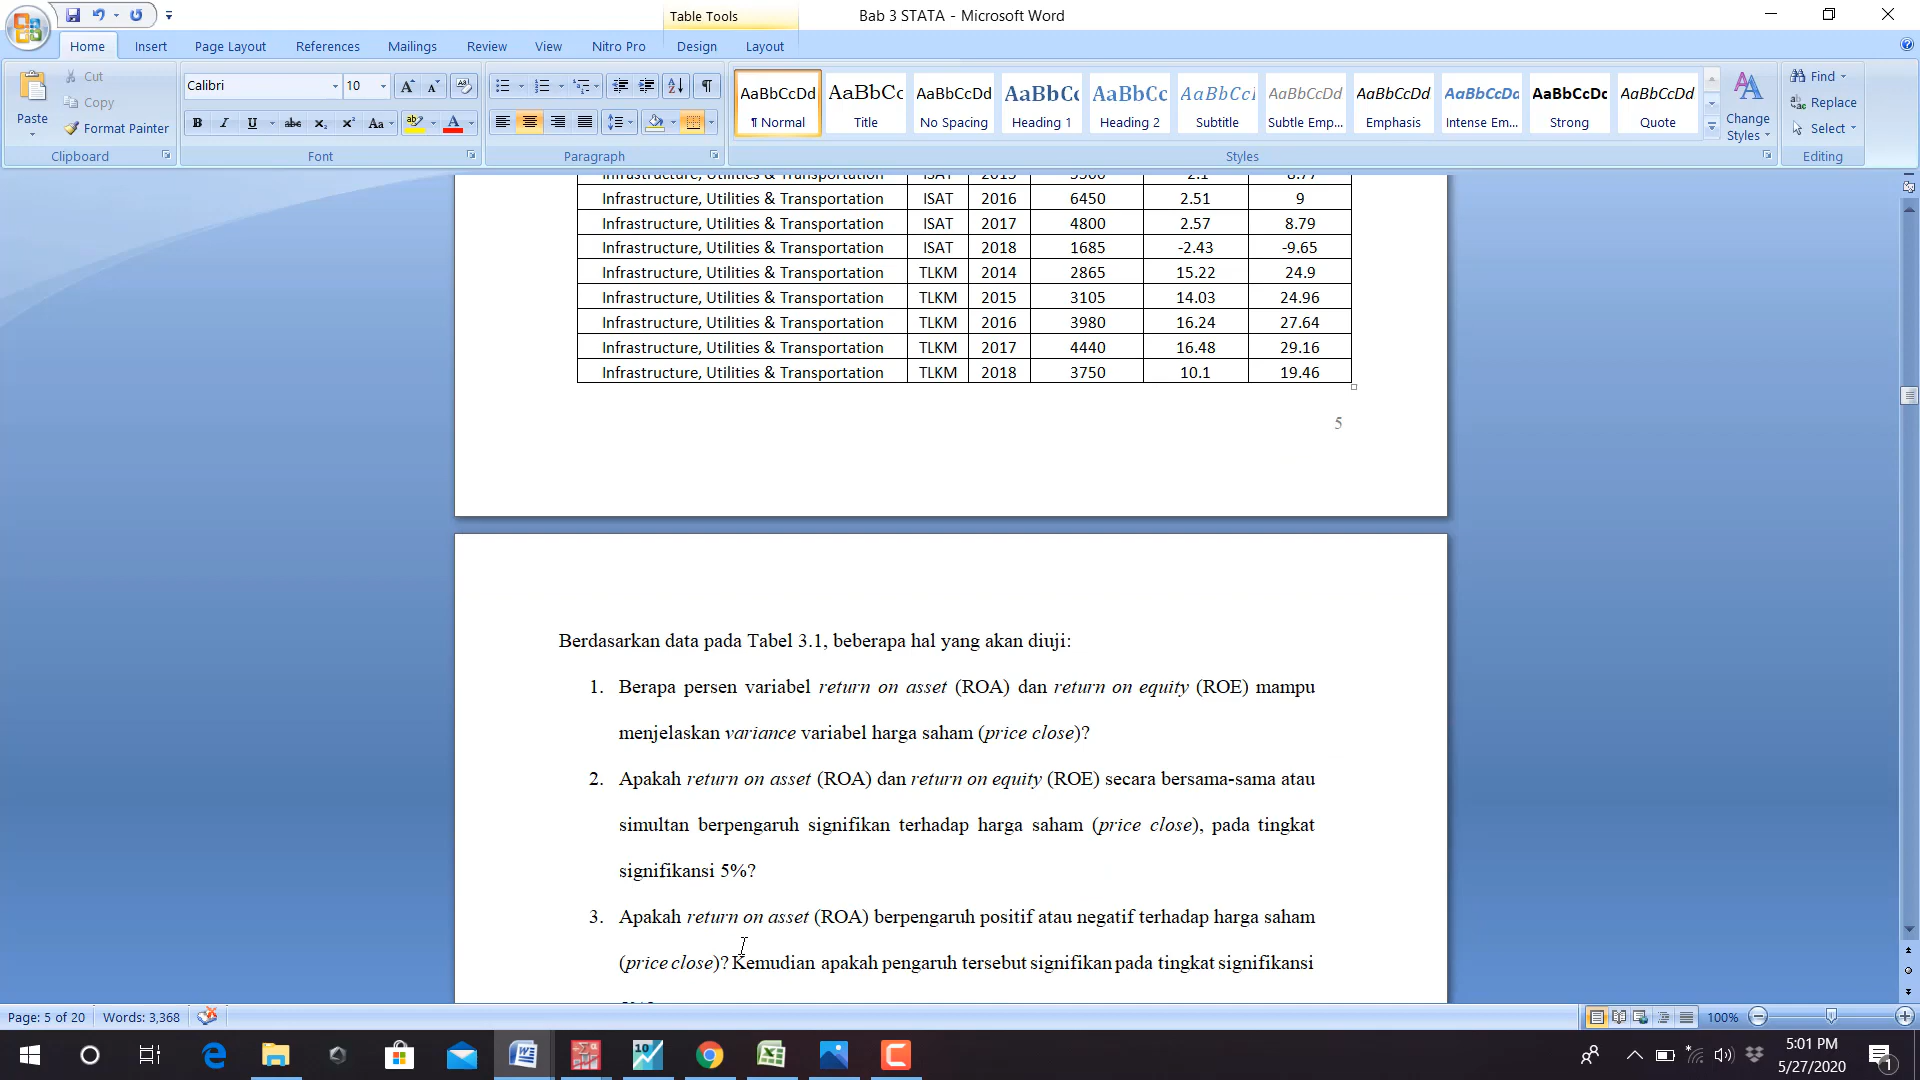 Table Tools
Bab 3 STATA - Microsoft Word
Home Insert Page Layout References Mailings Review View Nitro Pro Design Layout
Paste
Cut
Copy
Format Painter
Clipboard
Calibri 10
Font
Paragraph
AaBbCcDd AaBbCc AaBbCcDd AaBbCc AaBbCc AaBbCcI AaBbCcDd AaBbCcDd AaBbCcDd AaBbCcDc AaBbCcDd
¶ Normal Title No Spacing Heading 1 Heading 2 Subtitle Subtle Emp... Emphasis Intense Em... Strong Quote
Change Styles
Styles
Find
Replace
Select
Editing
Infrastructure, Utilities & Transportation ISAT 2016 6450 2.51 9
Infrastructure, Utilities & Transportation ISAT 2017 4800 2.57 8.79
Infrastructure, Utilities & Transportation ISAT 2018 1685 -2.43 -9.65
Infrastructure, Utilities & Transportation TLKM 2014 2865 15.22 24.9
Infrastructure, Utilities & Transportation TLKM 2015 3105 14.03 24.96
Infrastructure, Utilities & Transportation TLKM 2016 3980 16.24 27.64
Infrastructure, Utilities & Transportation TLKM 2017 4440 16.48 29.16
Infrastructure, Utilities & Transportation TLKM 2018 3750 10.1 19.46
5
Berdasarkan data pada Tabel 3.1, beberapa hal yang akan diuji:
1. Berapa persen variabel return on asset (ROA) dan return on equity (ROE) mampu
menjelaskan variance variabel harga saham (price close)?
2. Apakah return on asset (ROA) dan return on equity (ROE) secara bersama-sama atau
simultan berpengaruh signifikan terhadap harga saham (price close), pada tingkat
signifikansi 5%?
3. Apakah return on asset (ROA) berpengaruh positif atau negatif terhadap harga saham
(price close)? Kemudian apakah pengaruh tersebut signifikan pada tingkat signifikansi
Page: 5 of 20 Words: 3,368 100%
5:01 PM
5/27/2020